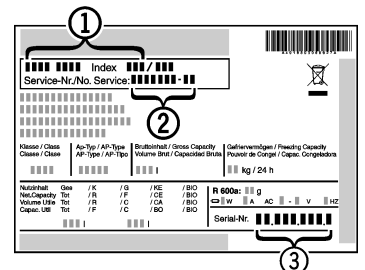 1
Index /
Service-Nr./No. Service: -
2
Klasse / Class
Classe / Clase
Ap-Typ / AP-Type
AP-Type / AP-Tipo
Bruttoinhalt / Gross Capacity
Volume Brut / Capacidad Bruta
Gefriervermögen / Freezing Capacity
Pouvoir de Congel / Capac. Congeladora
l
kg / 24 h
Nutzinhalt Ges / K / G / KE / BIO
Net.Capacity Tot / R / F / CE / BIO
Volume Utile Tot / R / C / CA / BIO
Capac. Util Tot / F / C / BO / BIO
l / l / l
R 600a: g
W A AC - V HZ
Serial-Nr. . . .
3